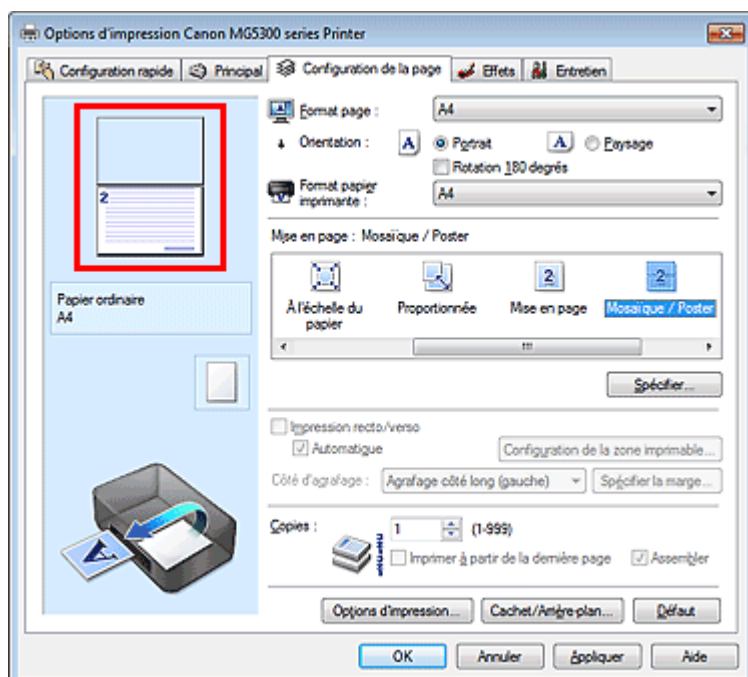 Options d'impression Canon MG5300 series Printer
Configuration rapide
Principal
Configuration de la page
Effets
Entretien
2
Papier ordinaire
A4
Format page :
A4
Orientation :
A
Portrait
A
Paysage
Rotation 180 degrés
Format papier
imprimante :
A4
Mise en page : Mosaïque / Poster
À l'échelle du
papier
Proportionnée
2
Mise en page
2
Mosaïque / Poster
Spécifier...
Impression recto/verso
Automatique
Configuration de la zone imprimable...
Côté d'agrafage :
Agrafage côté long (gauche)
Spécifier la marge...
Copies :
1
(1-999)
Imprimer à partir de la dernière page
Assembler
A
Options d'impression...
Cachet/Arrière-plan...
Défaut
OK
Annuler
Appliquer
Aide